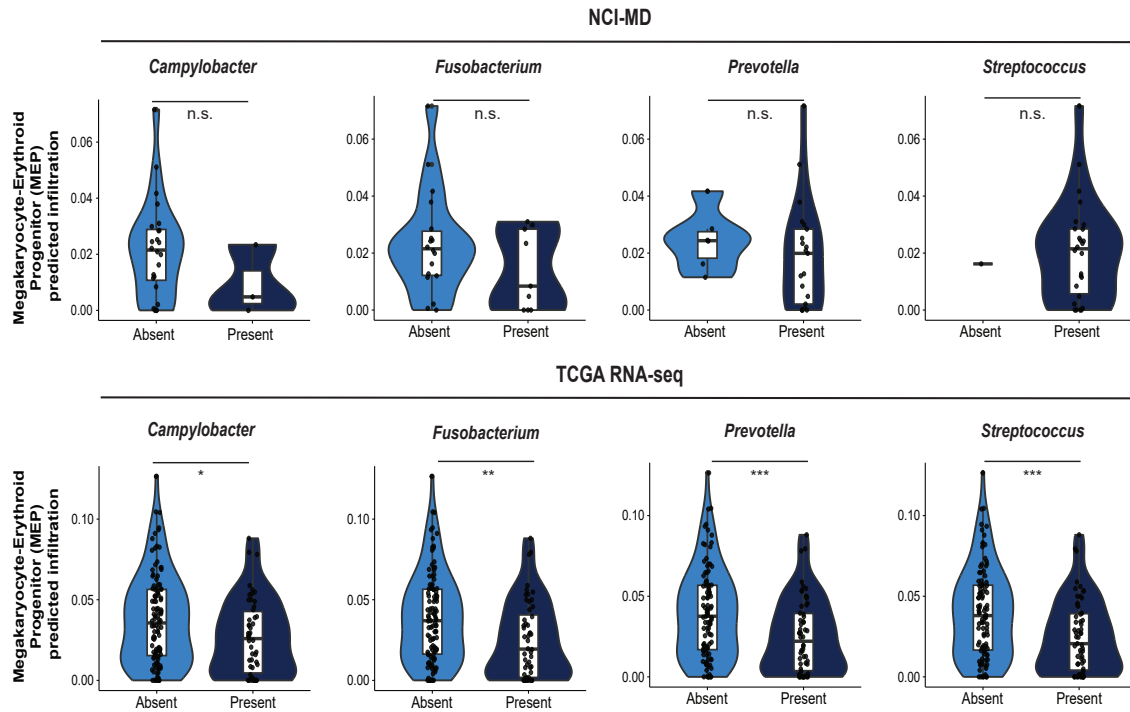 NCI-MD
Campylobacter
Fusobacterium
Prevotella
Streptococcus
Megakaryocyte-Erythroid
Progenitor (MEP)
predicted infiltration
n.s.
n.s.
n.s.
n.s.
0.06
0.04
0.02
0.00
0.06
0.04
0.02
0.00
0.06
0.04
0.02
0.00
0.06
0.04
0.02
0.00
Absent
Present
Absent
Present
Absent
Present
Absent
Present
TCGA RNA-seq
Campylobacter
Fusobacterium
Prevotella
Streptococcus
Megakaryocyte-Erythroid
Progenitor (MEP)
predicted infiltration
*
**
***
***
0.10
0.05
0.00
0.10
0.05
0.00
0.10
0.05
0.00
0.10
0.05
0.00
Absent
Present
Absent
Present
Absent
Present
Absent
Present